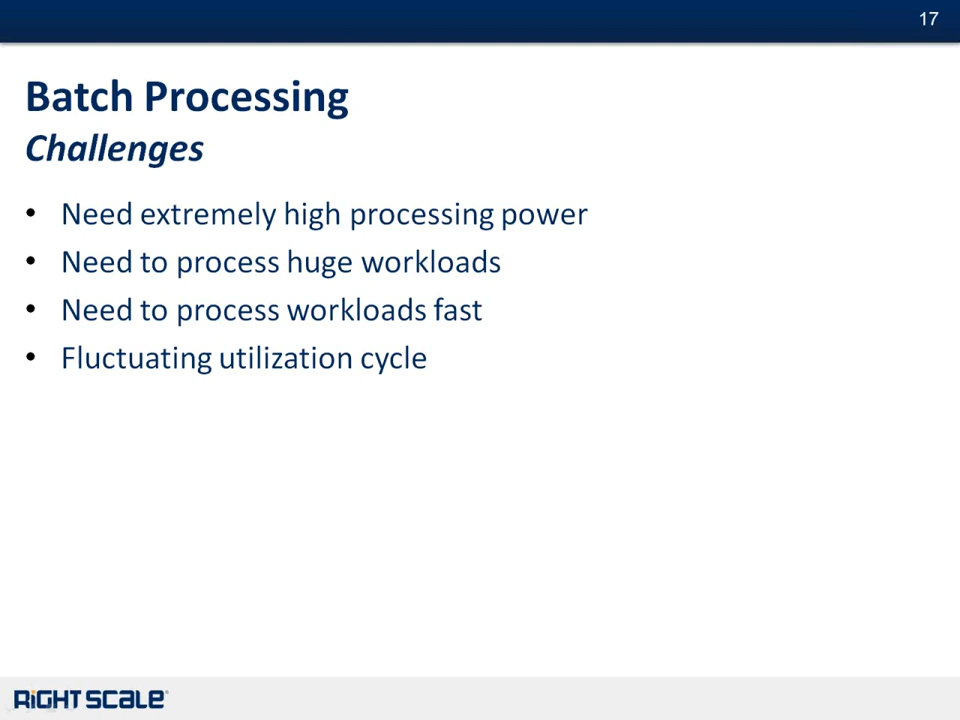 17
Batch Processing
Challenges
• Need extremely high processing power
• Need to process huge workloads
• Need to process workloads fast
• Fluctuating utilization cycle
RIGHTSCALE